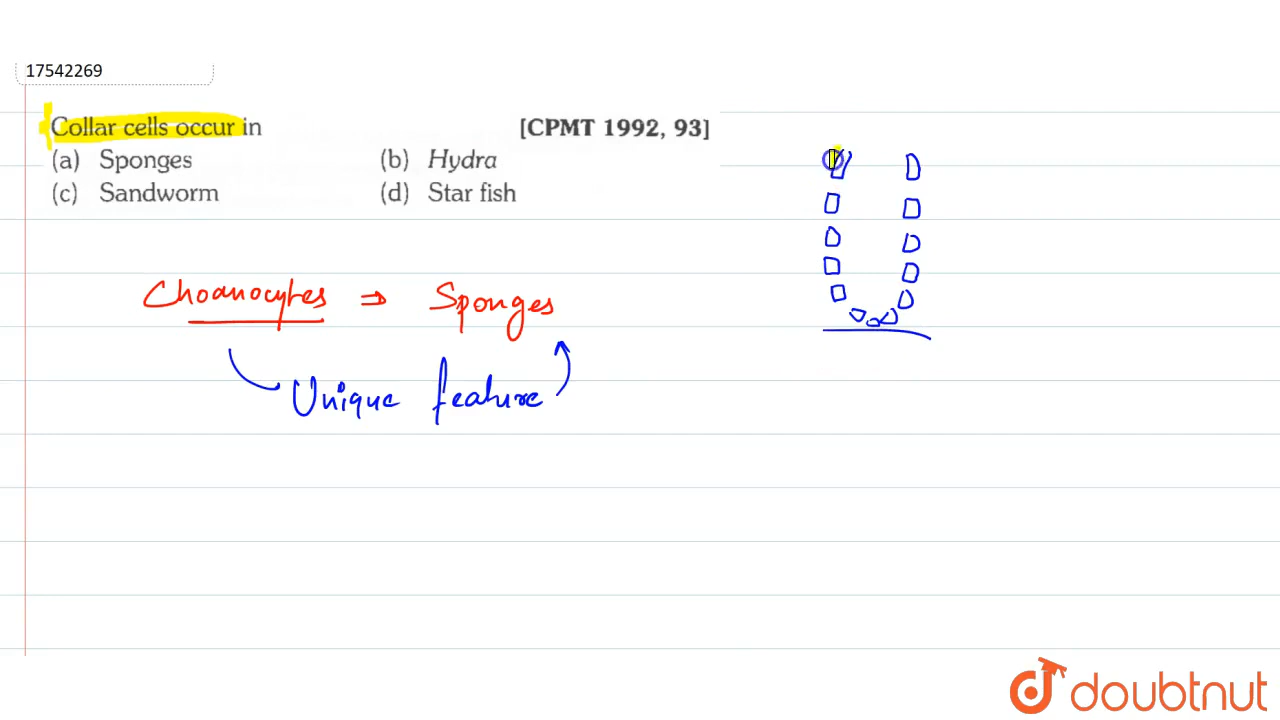 17542269
Collar cells occur in [CPMT 1992, 93]
(a) Sponges (b) Hydra
(c) Sandworm (d) Star fish
Choanocytes ⇒ Sponges
Unique feature
doubtnut